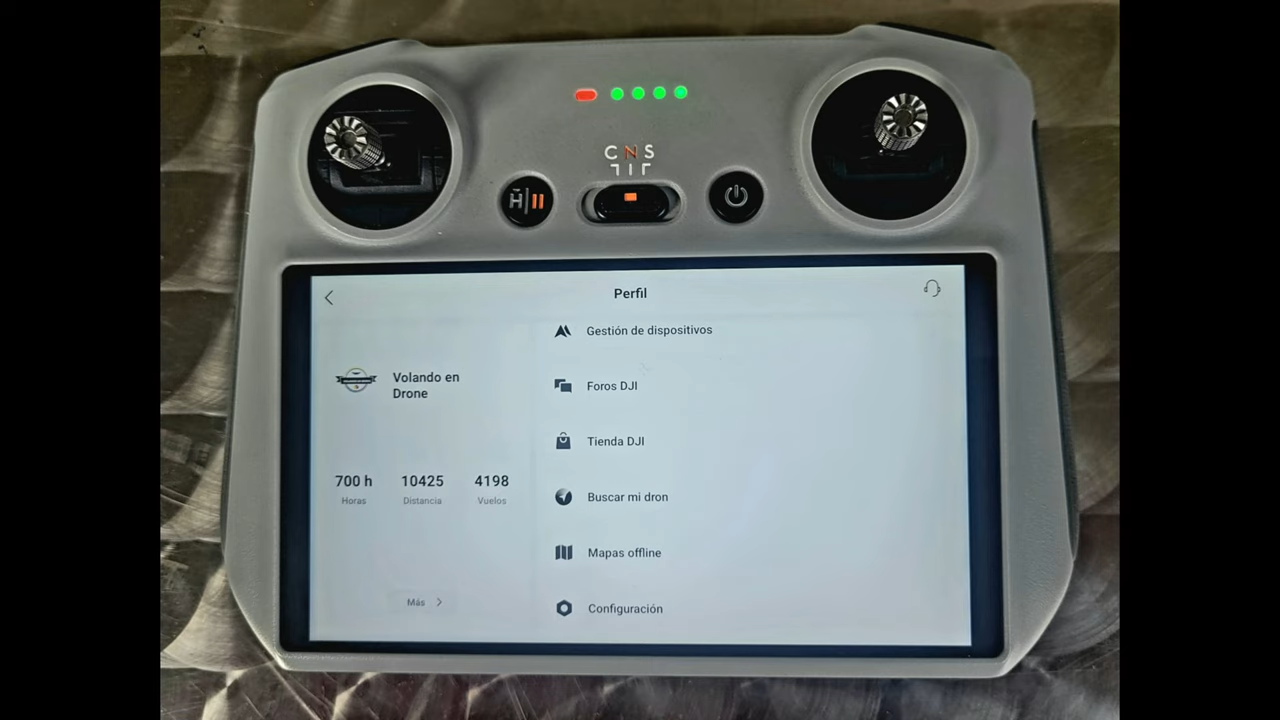 C N S
H
Perfil
Volando en
Drone
700 h 10425 4198
Horas Distancia Vuelos
Más
Gestión de dispositivos
Foros DJI
Tienda DJI
Buscar mi dron
Mapas offline
Configuración